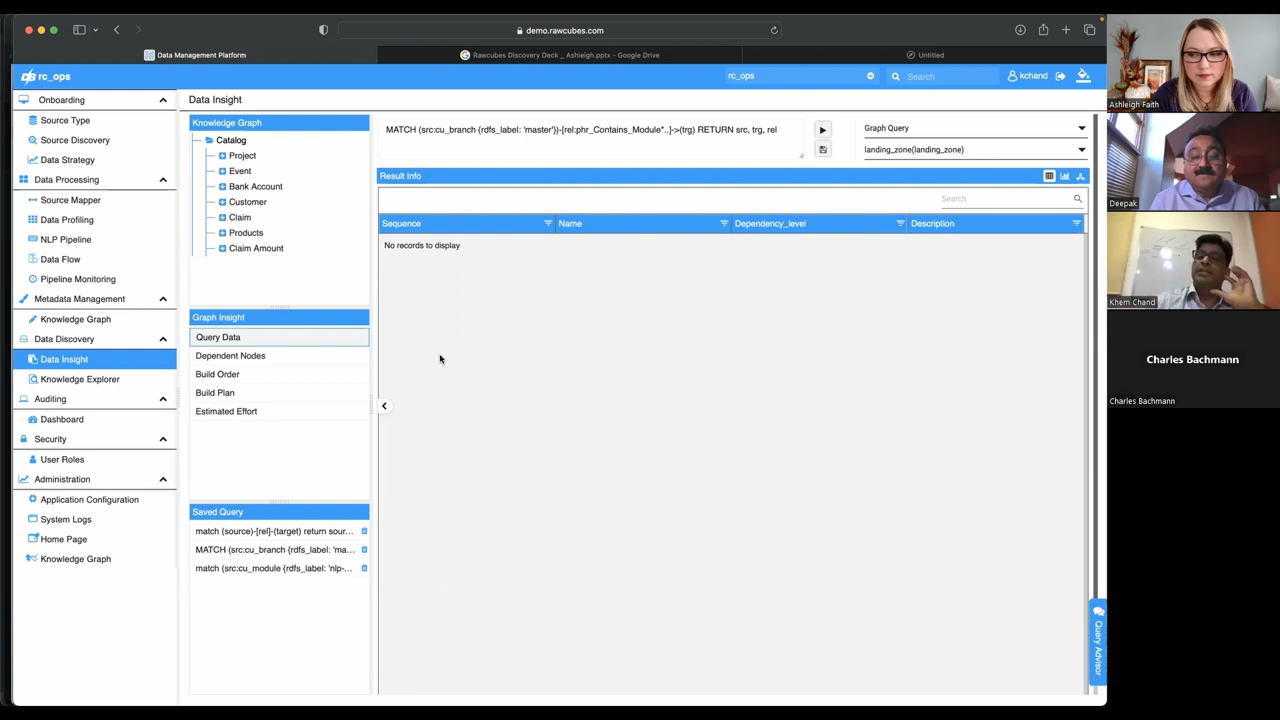 demo.rawcubes.com
Data Management Platform
Rawcubes Discovery Deck _ Ashleigh.pptx - Google Drive
Untitled
rc_ops
rc_ops
Search
kchand
Onboarding
Source Type
Source Discovery
Data Strategy
Data Processing
Source Mapper
Data Profiling
NLP Pipeline
Data Flow
Pipeline Monitoring
Metadata Management
Knowledge Graph
Data Discovery
Data Insight
Knowledge Explorer
Auditing
Dashboard
Security
User Roles
Administration
Application Configuration
System Logs
Home Page
Knowledge Graph
Data Insight
Knowledge Graph
Catalog
Project
Event
Bank Account
Customer
Claim
Products
Claim Amount
Graph Insight
Query Data
Dependent Nodes
Build Order
Build Plan
Estimated Effort
Saved Query
match (source)-[rel]-(target) return sour...
MATCH (src:cu_branch {rdfs_label: 'ma...
match (src:cu_module {rdfs_label: 'nlp-...
MATCH (src:cu_branch {rdfs_label: 'master'})-[rel:phr_Contains_Module*..]->(trg) RETURN src, trg, rel
Graph Query
landing_zone(landing_zone)
Result Info
Search
Sequence
Name
Dependency_level
Description
No records to display
Query Advisor
Ashleigh Faith
Deepak
Khem Chand
Charles Bachmann
Charles Bachmann